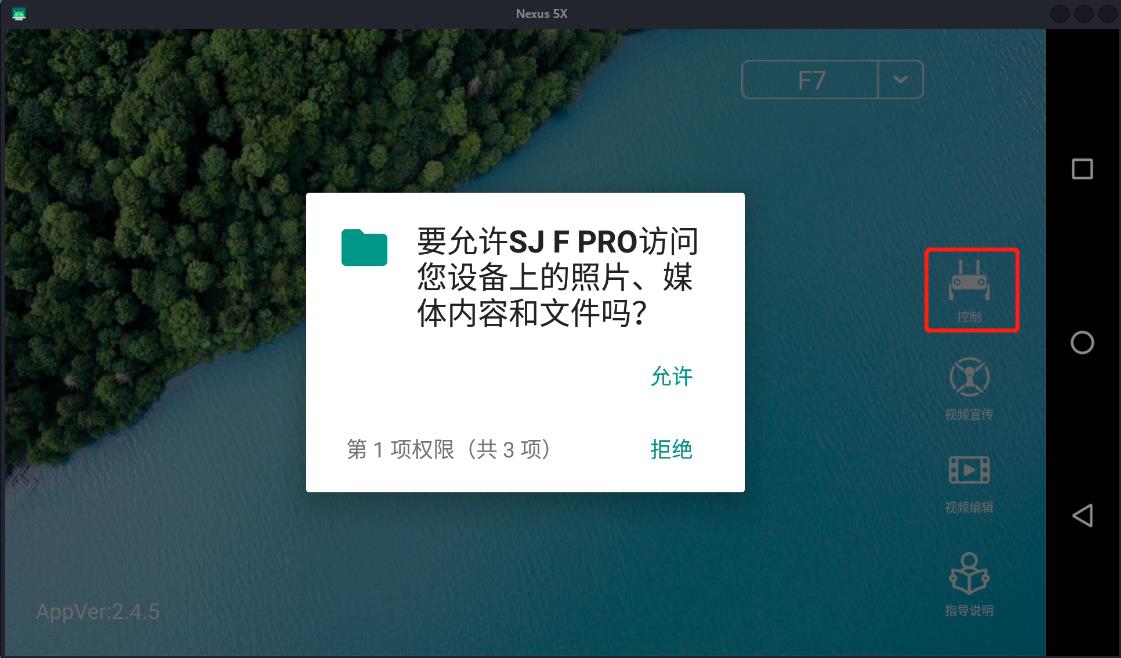 Nexus 5X
F7
要允许SJ F PRO访问
您设备上的照片、媒
体内容和文件吗?
允许
第 1 项权限（共 3 项）
拒绝
控制
视频宣传
视频编辑
指导说明
AppVer:2.4.5